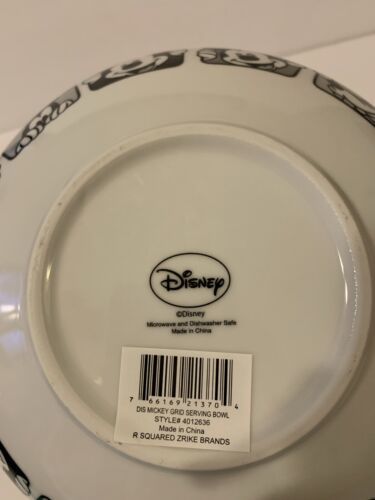 Disney
©Disney
Microwave and Dishwasher Safe
Made in China
7 66169 21370 4
DIS MICKEY GRID SERVING BOWL
STYLE# 4012636
Made in China
R SQUARED ZRIKE BRANDS